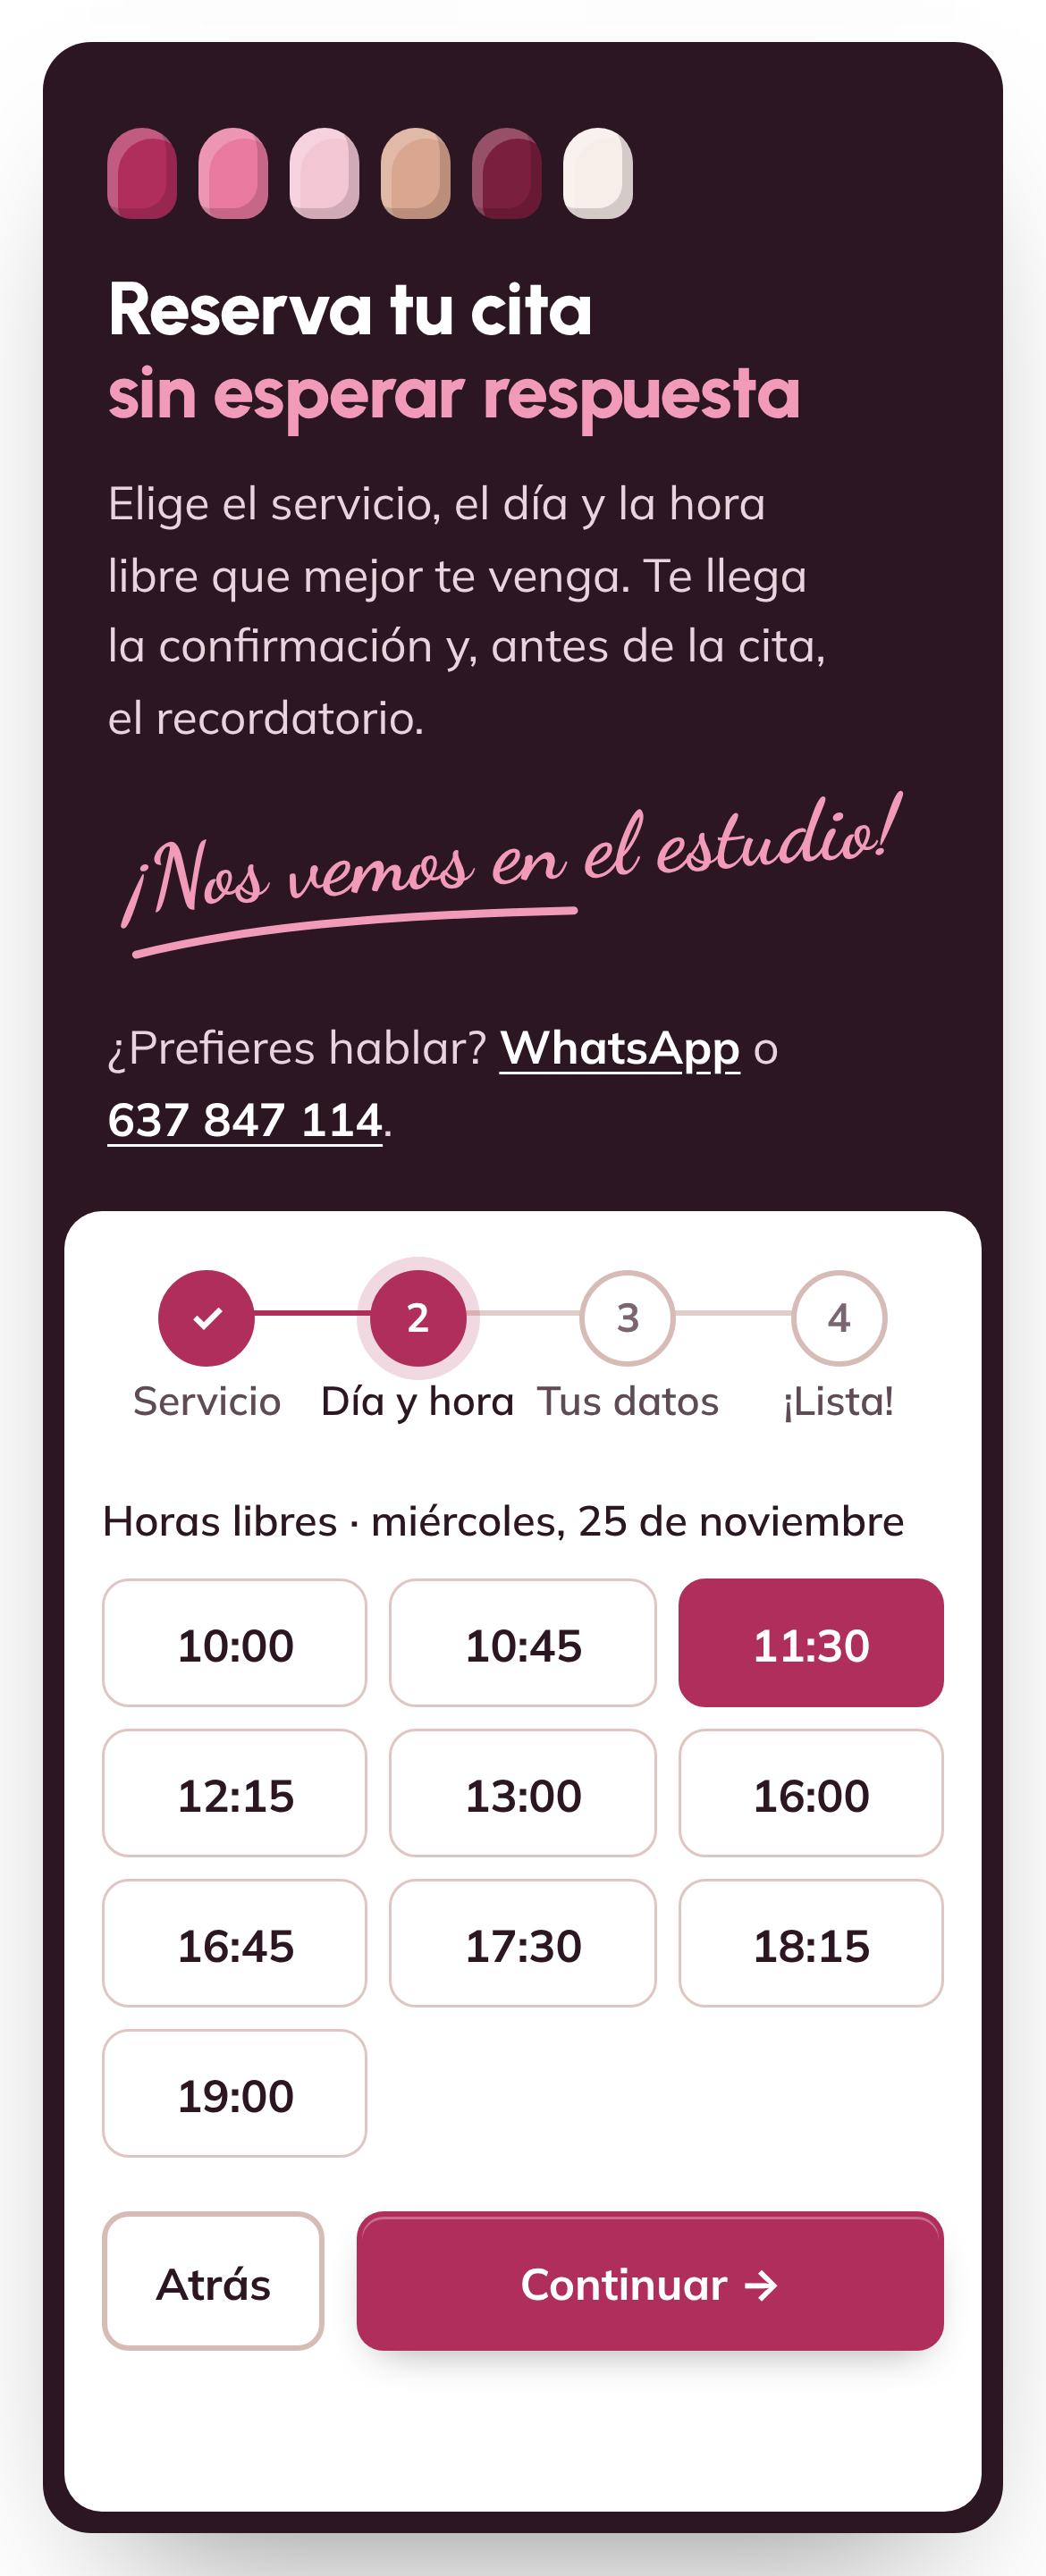 Reserva tu cita
sin esperar respuesta
Elige el servicio, el día y la hora
libre que mejor te venga. Te llega
la confirmación y, antes de la cita,
el recordatorio.
¡Nos vemos en el estudio!
¿Prefieres hablar? WhatsApp o
637 847 114.
2 3 4
Servicio Día y hora Tus datos ¡Lista!
Horas libres · miércoles, 25 de noviembre
10:00 10:45 11:30
12:15 13:00 16:00
16:45 17:30 18:15
19:00
Atrás Continuar →